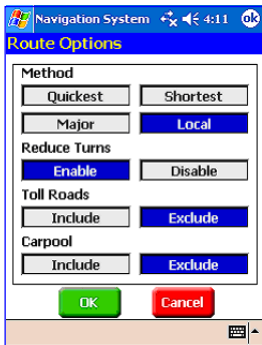 Navigation System 4:11 ok
Route Options
Method
Quickest Shortest
Major Local
Reduce Turns
Enable Disable
Toll Roads
Include Exclude
Carpool
Include Exclude
OK Cancel